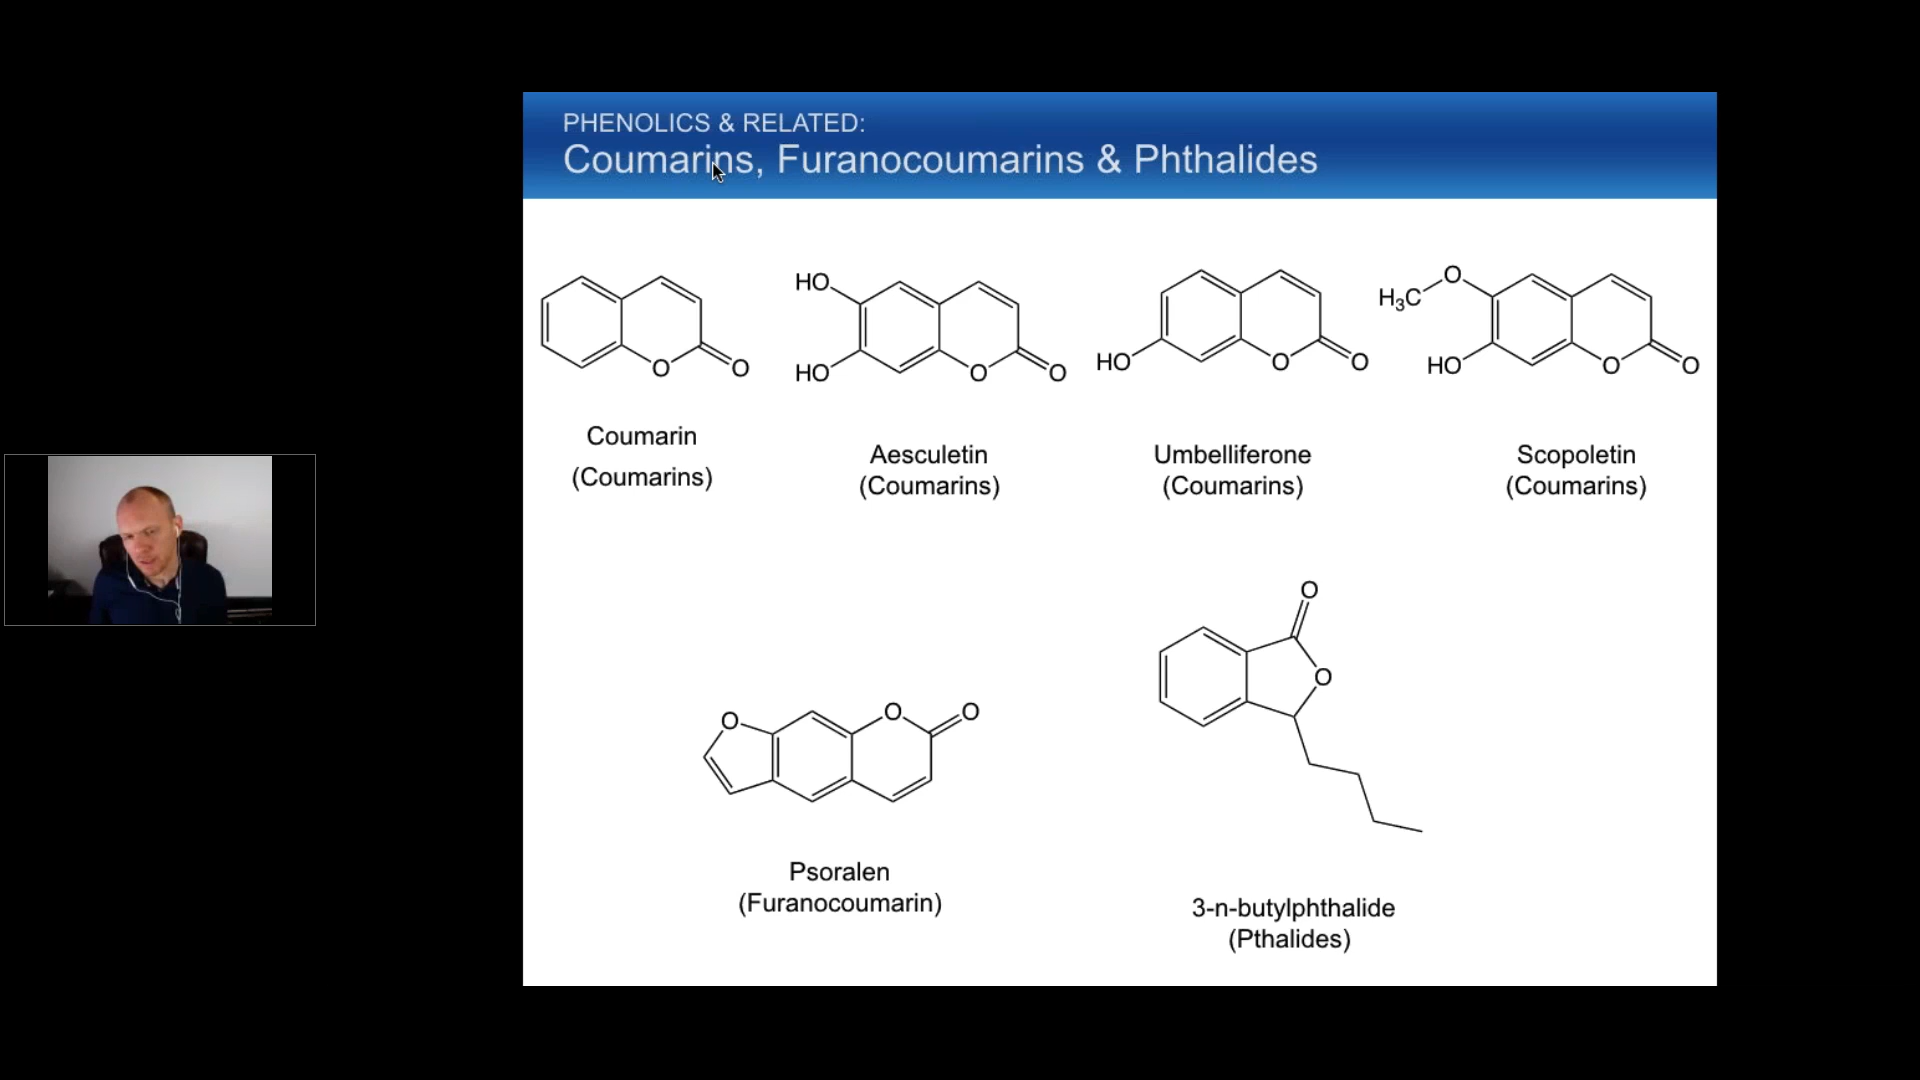 PHENOLICS & RELATED:
Coumarins, Furanocoumarins & Phthalides
HO
HO
O
O
Coumarin
(Coumarins)
O
O
Aesculetin
(Coumarins)
HO
O
O
Umbelliferone
(Coumarins)
O
H₃C
HO
O
O
Scopoletin
(Coumarins)
O
O
O
Psoralen
(Furanocoumarin)
O
O
3-n-butylphthalide
(Pthalides)